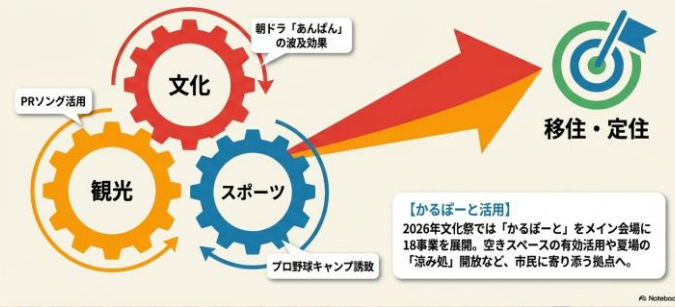 朝ドラ「あんぱん」
の波及効果
文化
PRソング活用
移住・定住
観光
スポーツ
【かるぽーと活用】
2026年文化祭では「かるぽーと」をメイン会場に
18事業を展開。空きスペースの有効活用や夏場の
「涼み処」開放など、市民に寄り添う拠点へ。
プロ野球キャンプ誘致